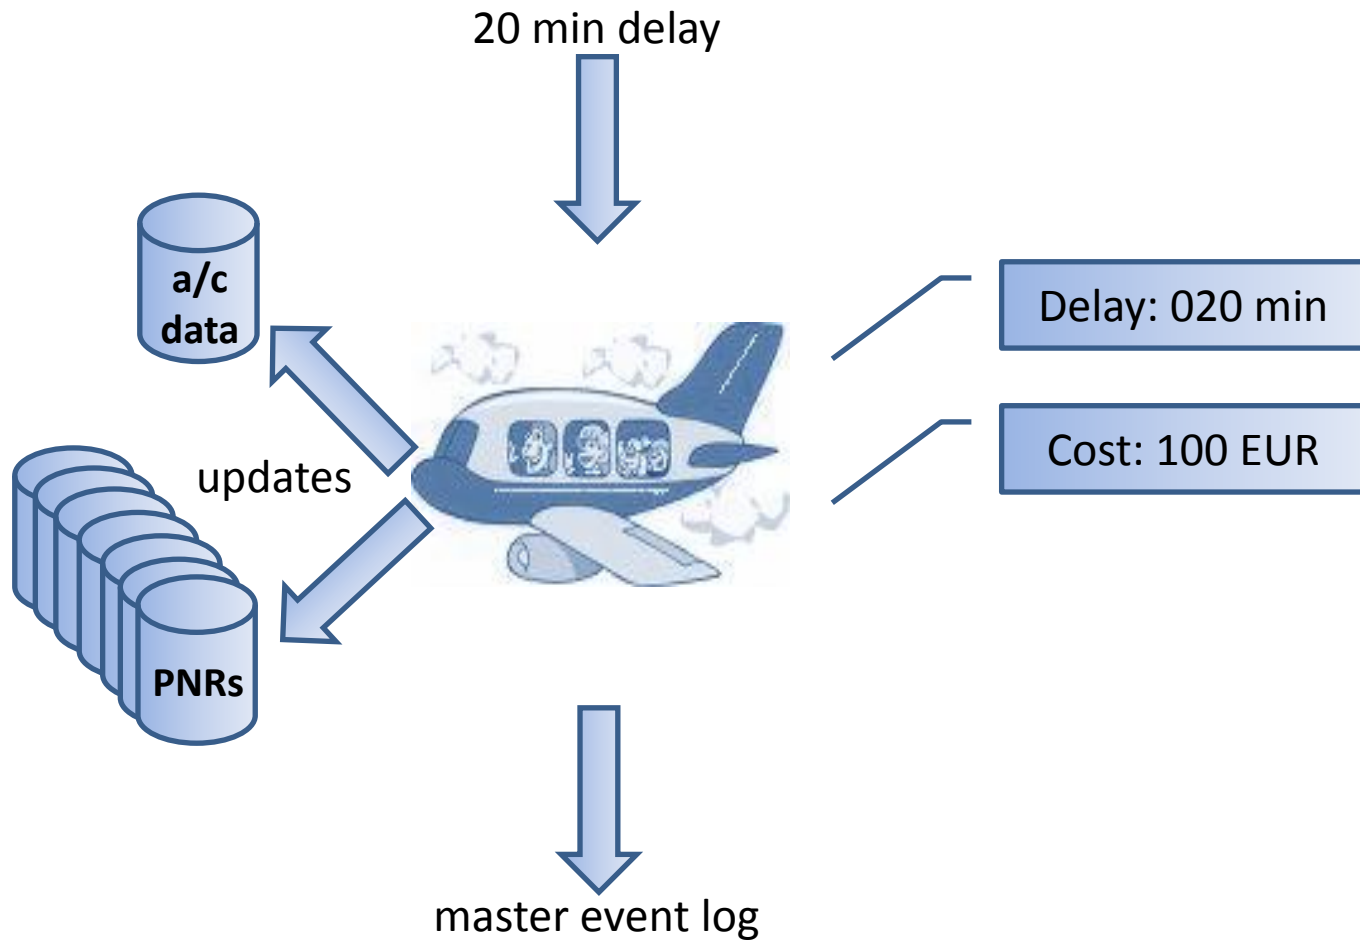 20 min delay
a/c
data
Delay: 020 min
Cost: 100 EUR
updates
PNRs
master event log